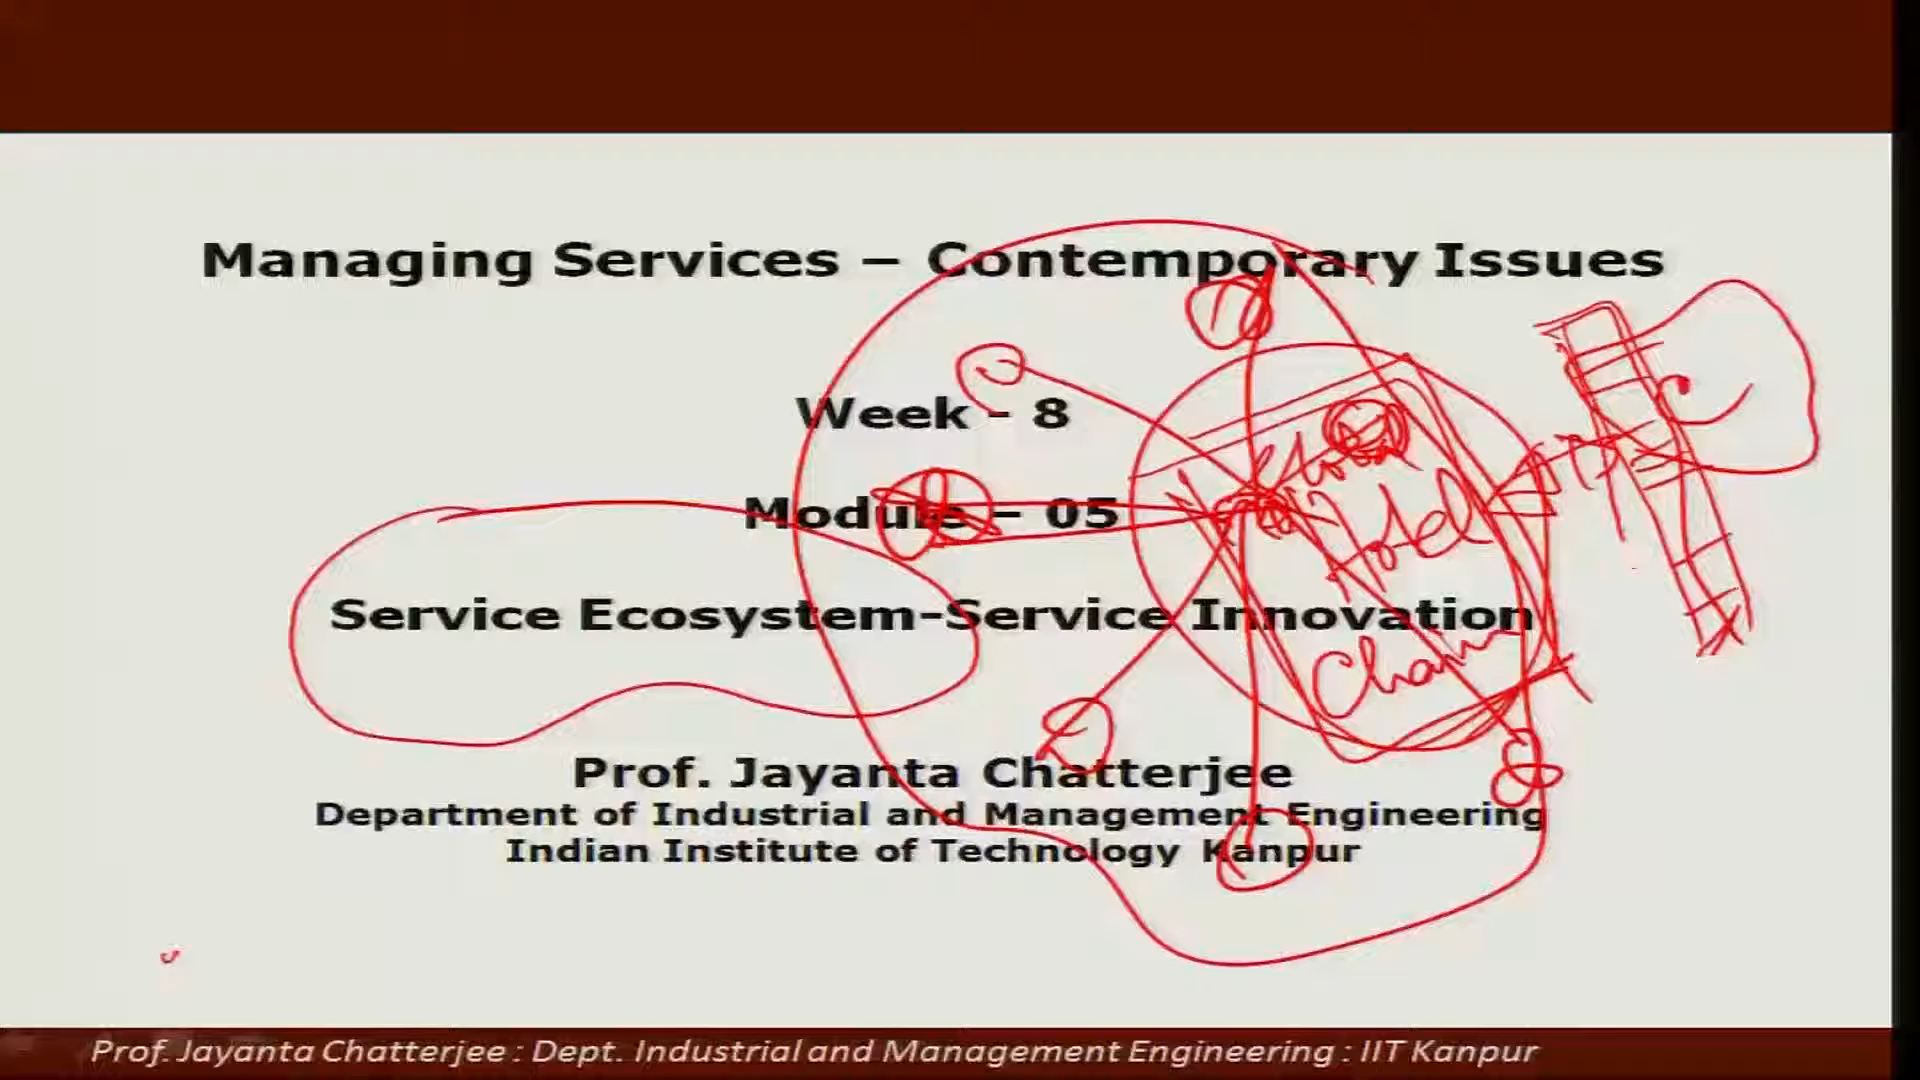 Managing Services – Contemporary Issues
Week - 8
Module – 05
Service Ecosystem-Service Innovation
Hotel
Chain
Prof. Jayanta Chatterjee
Department of Industrial and Management Engineering
Indian Institute of Technology Kanpur
Prof. Jayanta Chatterjee : Dept. Industrial and Management Engineering : IIT Kanpur